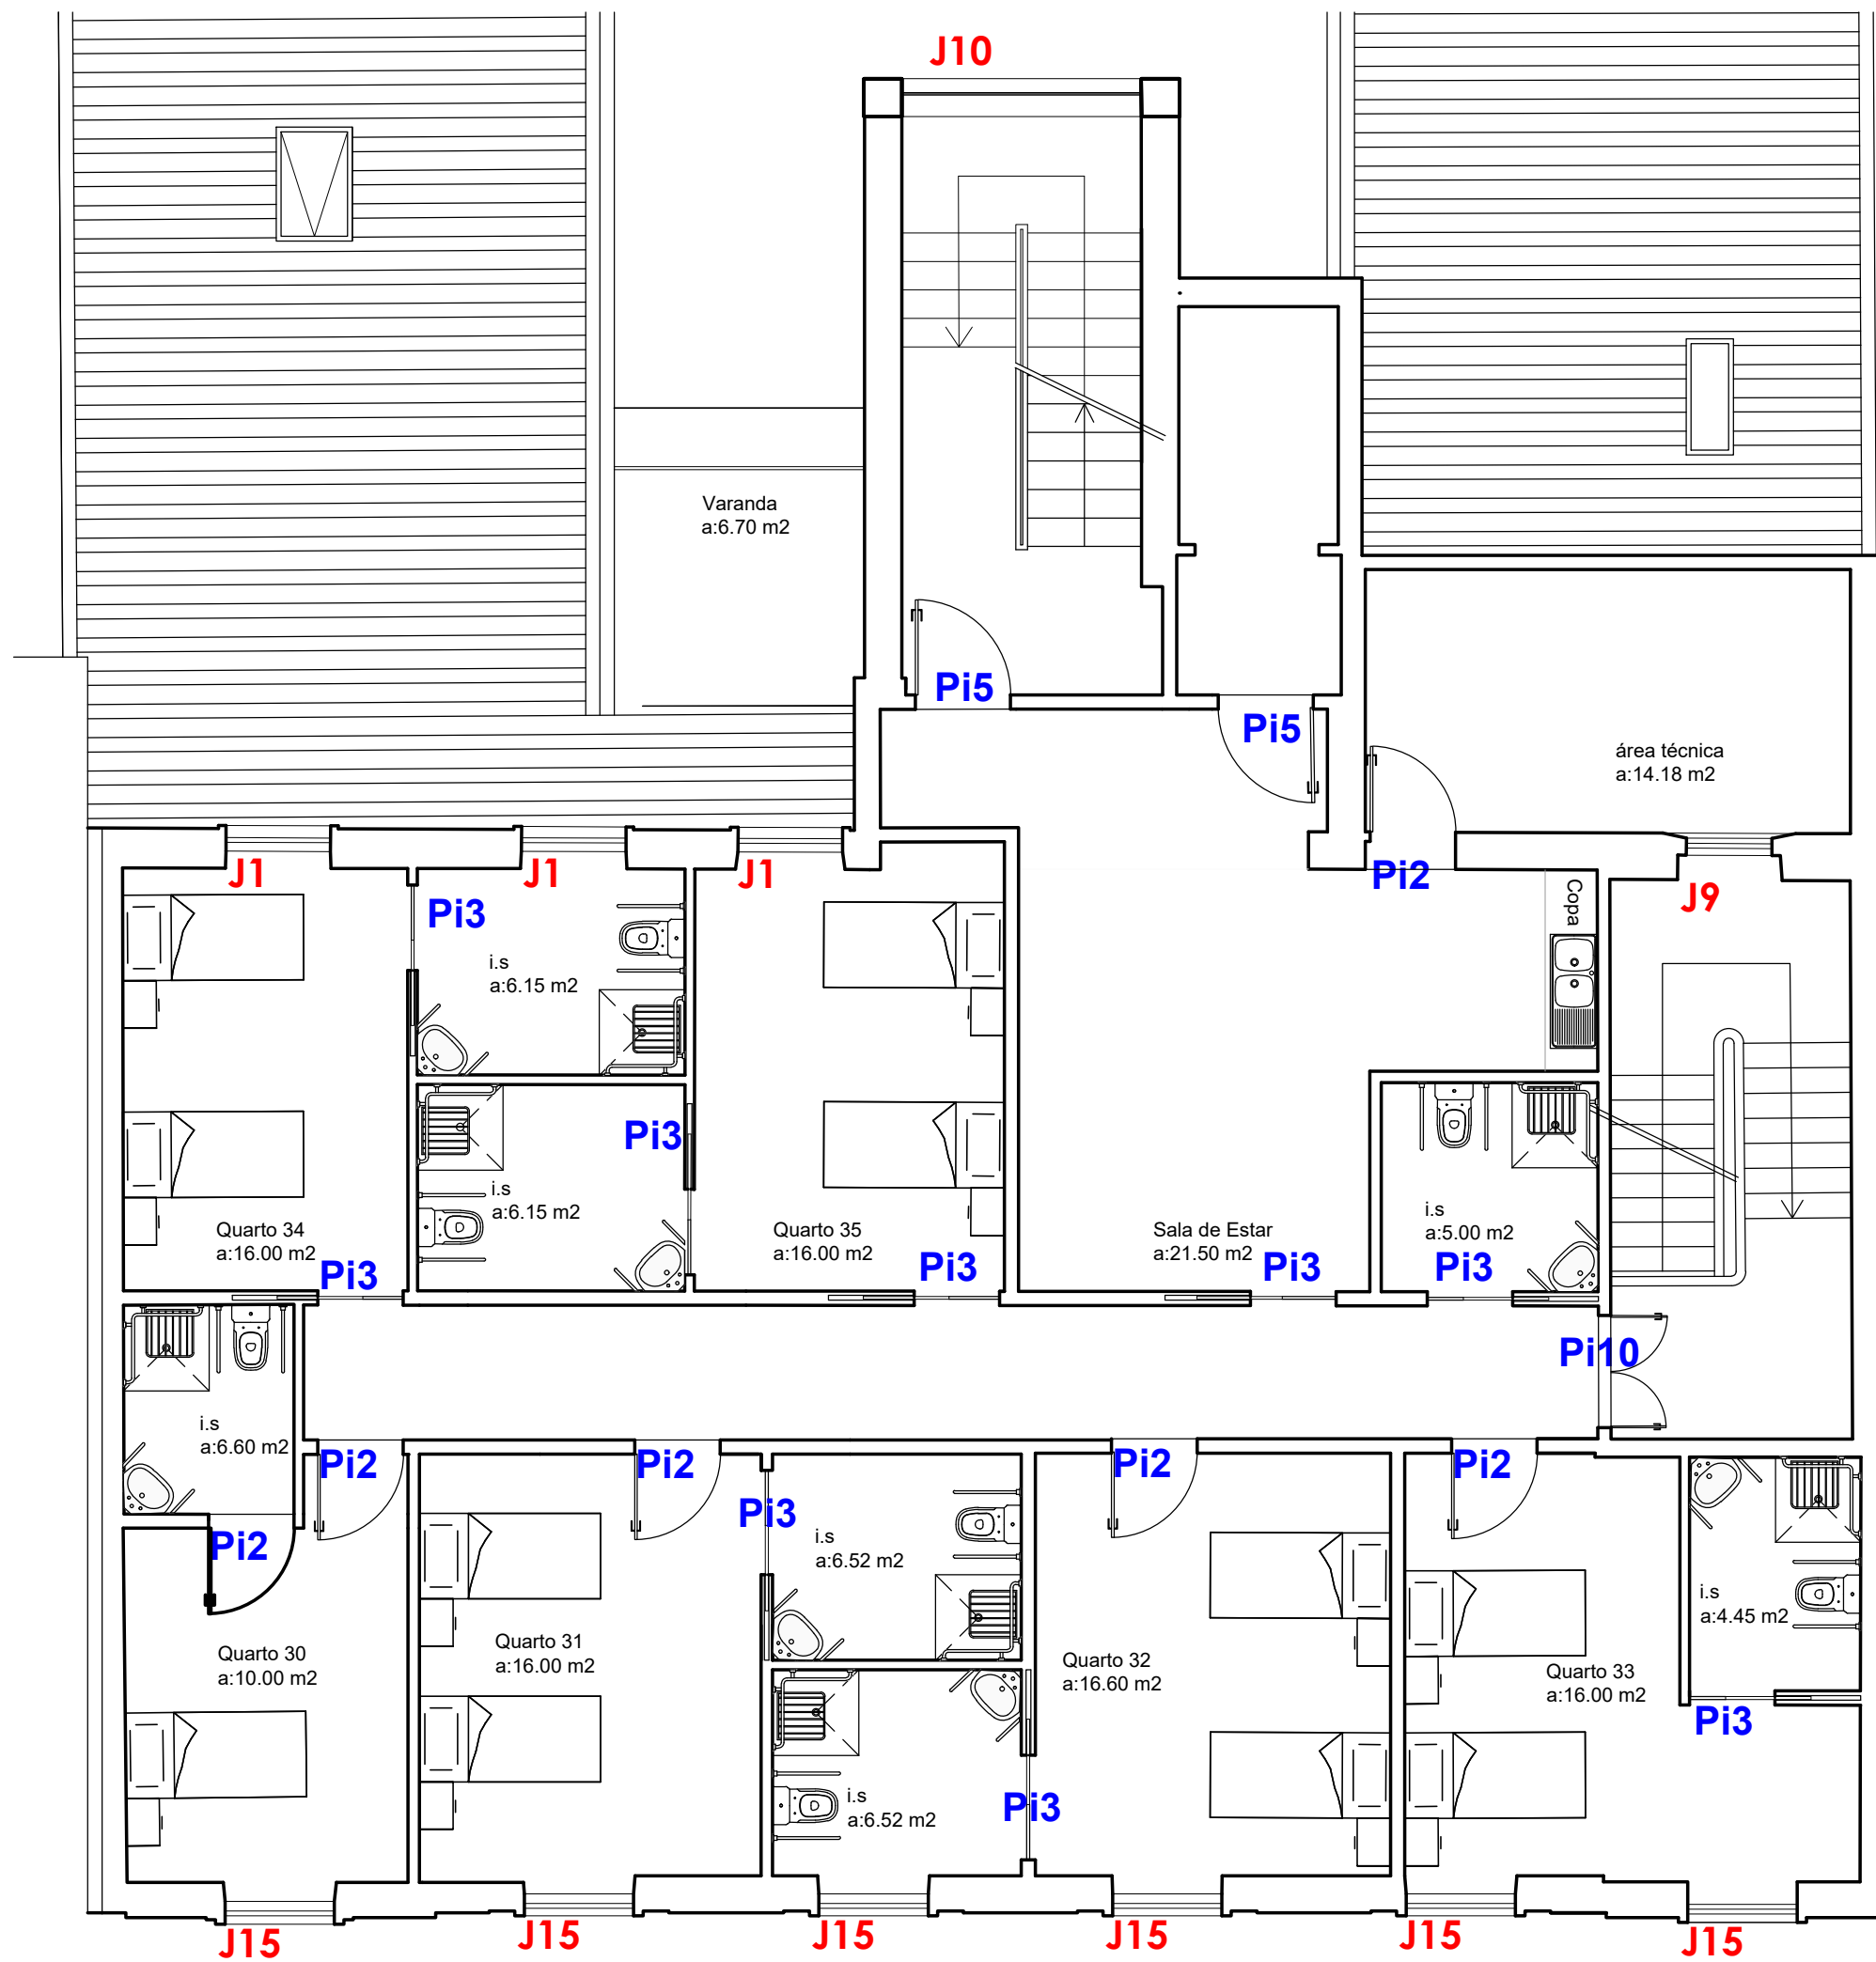 J10
Varanda
a:6.70 m2
Pi5
Pi5
área técnica
a:14.18 m2
J1
J1
J1
Pi2
Copa
J9
Pi3
i.s
a:6.15 m2
Pi3
i.s
a:6.15 m2
Quarto 34
a:16.00 m2
Quarto 35
a:16.00 m2
Sala de Estar
a:21.50 m2
i.s
a:5.00 m2
Pi3
Pi3
Pi3
Pi3
Pi10
i.s
a:6.60 m2
Pi2
Pi2
Pi2
Pi2
Pi3
Pi2
i.s
a:6.52 m2
i.s
a:4.45 m2
Quarto 30
a:10.00 m2
Quarto 31
a:16.00 m2
Quarto 32
a:16.60 m2
Quarto 33
a:16.00 m2
Pi3
i.s
a:6.52 m2
Pi3
J15
J15
J15
J15
J15
J15